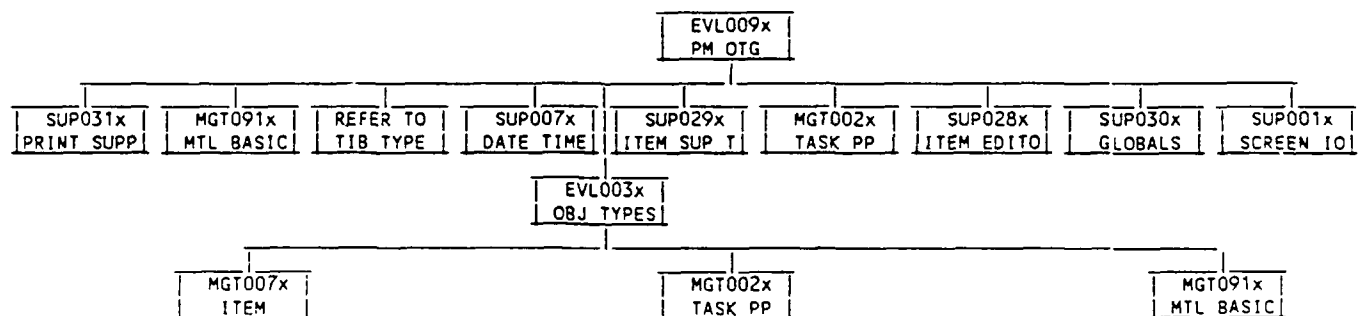 EVL009x
PM OTG
SUP031x MGT091x REFER TO SUP007x SUP029x MGT002x SUP028x SUP030x SUP001x
PRINT SUPP MTL BASIC TIB TYPE DATE TIME ITEM SUP T TASK PP ITEM EDITO GLOBALS SCREEN IO
EVL003x
OBJ TYPES
MGT007x MGT002x MGT091x
ITEM TASK PP MTL BASIC